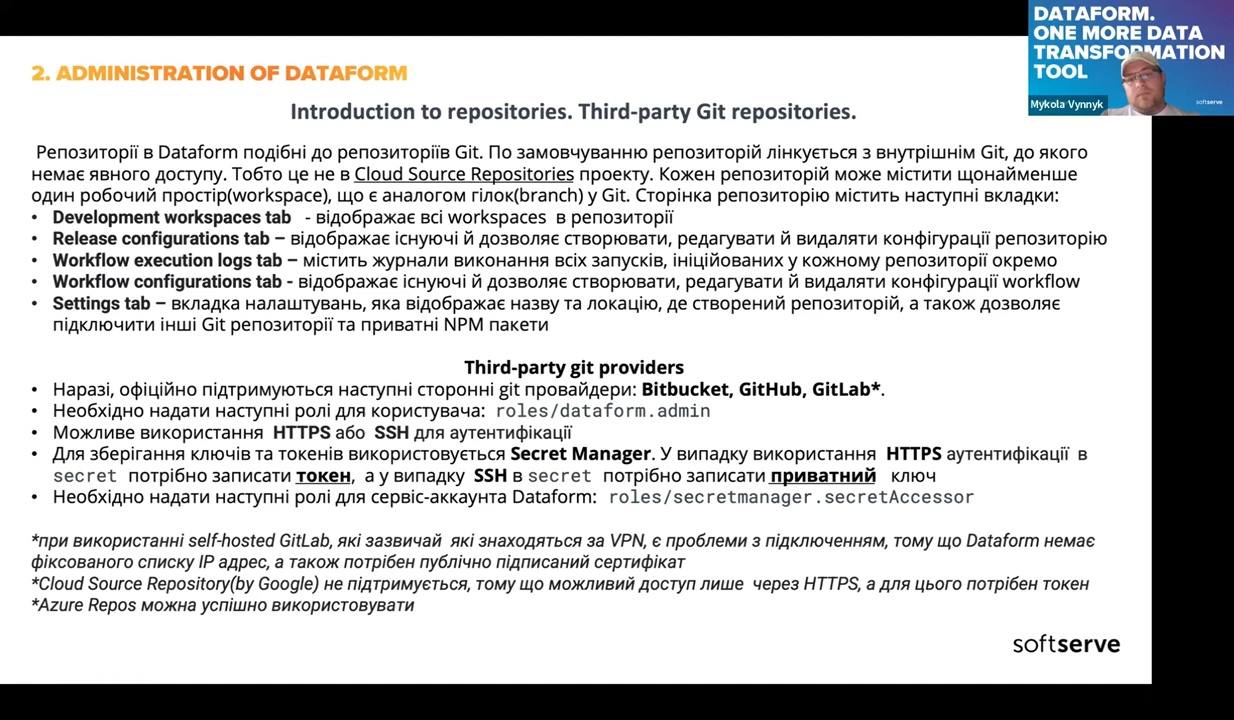 DATAFORM.
ONE MORE DATA
TRANSFORMATION
TOOL
Mykola Vynnyk
softserve
2. ADMINISTRATION OF DATAFORM
Introduction to repositories. Third-party Git repositories.
Репозиторії в Dataform подібні до репозиторіїв Git. По замовчуванню репозиторій лінкується з внутрішнім Git, до якого
немає явного доступу. Тобто це не в Cloud Source Repositories проекту. Кожен репозиторій може містити щонайменше
один робочий простір(workspace), що є аналогом гілок(branch) у Git. Сторінка репозиторію містить наступні вкладки:
• Development workspaces tab - відображає всі workspaces в репозиторії
• Release configurations tab – відображає існуючі й дозволяє створювати, редагувати й видаляти конфігурації репозиторію
• Workflow execution logs tab – містить журнали виконання всіх запусків, ініційованих у кожному репозиторії окремо
• Workflow configurations tab - відображає існуючі й дозволяє створювати, редагувати й видаляти конфігурації workflow
• Settings tab – вкладка налаштувань, яка відображає назву та локацію, де створений репозиторій, а також дозволяє
підключити інші Git репозиторії та приватні NPM пакети
Third-party git providers
• Наразі, офіційно підтримуються наступні сторонні git провайдери: Bitbucket, GitHub, GitLab*.
• Необхідно надати наступні ролі для користувача: roles/dataform.admin
• Можливе використання HTTPS або SSH для аутентифікації
• Для зберігання ключів та токенів використовується Secret Manager. У випадку використання HTTPS аутентифікації в
secret потрібно записати токен, а у випадку SSH в secret потрібно записати приватний ключ
• Необхідно надати наступні ролі для сервіс-аккаунта Dataform: roles/secretmanager.secretAccessor
*при використанні self-hosted GitLab, які зазвичай які знаходяться за VPN, є проблеми з підключенням, тому що Dataform немає
фіксованого списку IP адрес, а також потрібен публічно підписаний сертифікат
*Cloud Source Repository(by Google) не підтримується, тому що можливий доступ лише через HTTPS, а для цього потрібен токен
*Azure Repos можна успішно використовувати
softserve